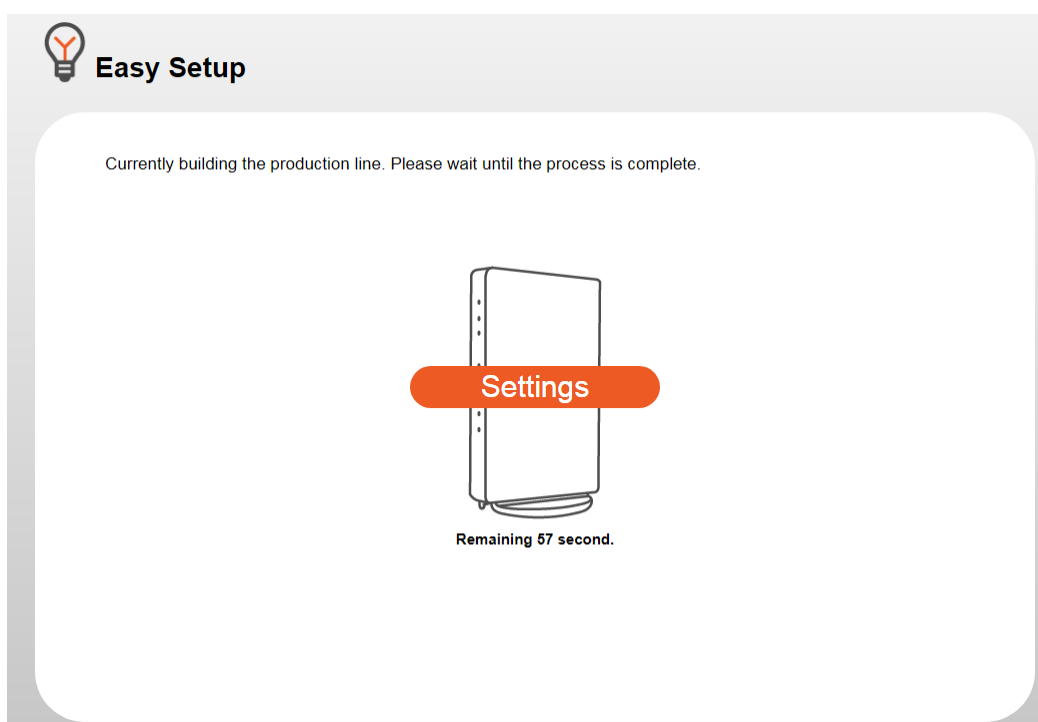 Easy Setup
Currently building the production line. Please wait until the process is complete.
Settings
Remaining 57 second.